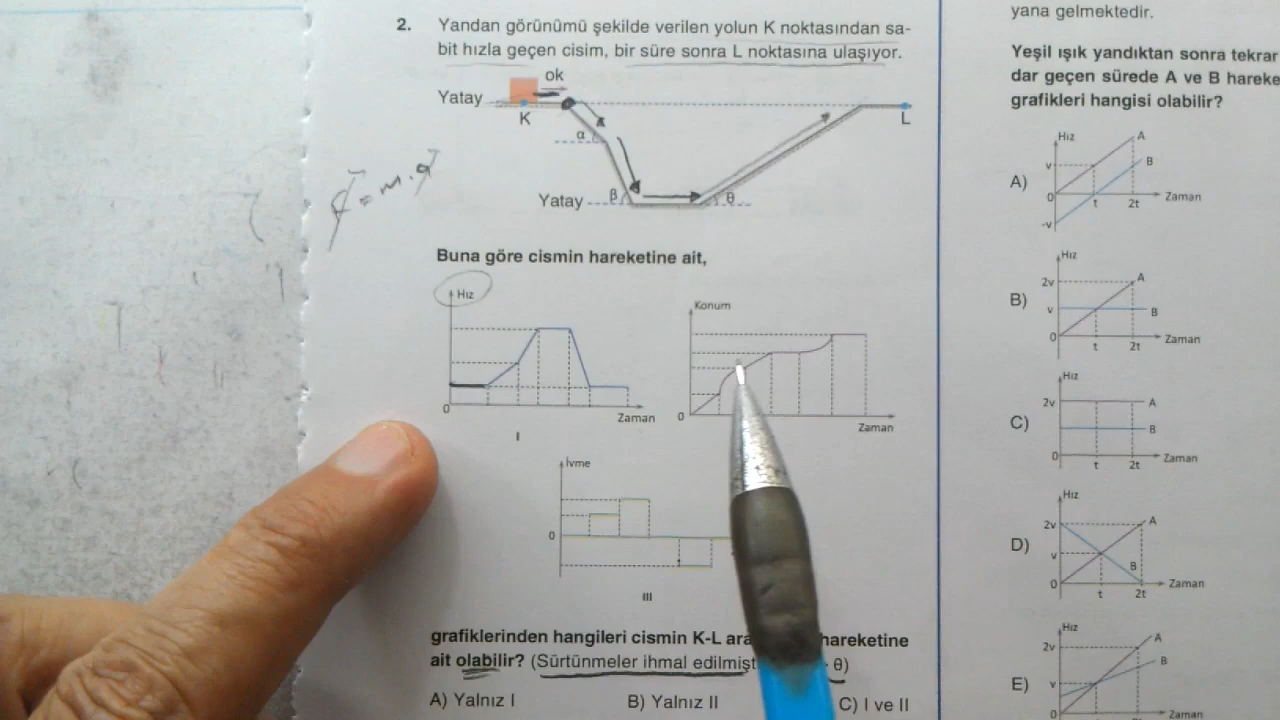 2. Yandan görünümü şekilde verilen yolun K noktasından sa-
bit hızla geçen cisim, bir süre sonra L noktasına ulaşıyor.
ok
Yatay
K
L
α
Yatay
β
θ
Buna göre cismin hareketine ait,
Hız
0
Zaman
I
Konum
0
Zaman
İvme
0
III
grafiklerinden hangileri cismin K-L hareketine
ait olabilir? (Sürtünmeler ihmal θ)
A) Yalnız I B) Yalnız II C) I ve II
yana gelmektedir.
Yeşil ışık yandıktan sonra tekrar
dar geçen sürede A ve B
grafikleri hangisi olabilir?
A)
Hız
A
B
v
0
-v
t
2t
Zaman
B)
Hız
2v
v
0
A
B
t
2t
Zaman
C)
Hız
2v
v
0
A
B
t
2t
Zaman
D)
Hız
2v
v
0
A
B
t
2t
Zaman
E)
Hız
2v
v
0
A
B
t
Zaman